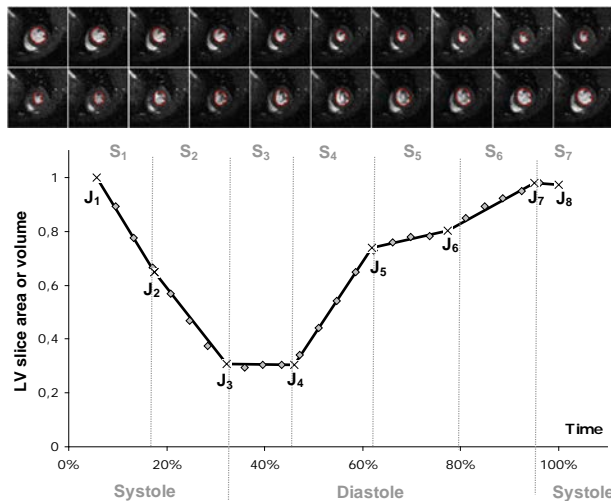 S1 S2 S3 S4 S5 S6 S7
LV slice area or volume
1
0,8
0,6
0,4
0,2
0
J1
J2
J3
J4
J5
J6
J7
J8
Time
0% 20% 40% 60% 80% 100%
Systole Diastole Systole